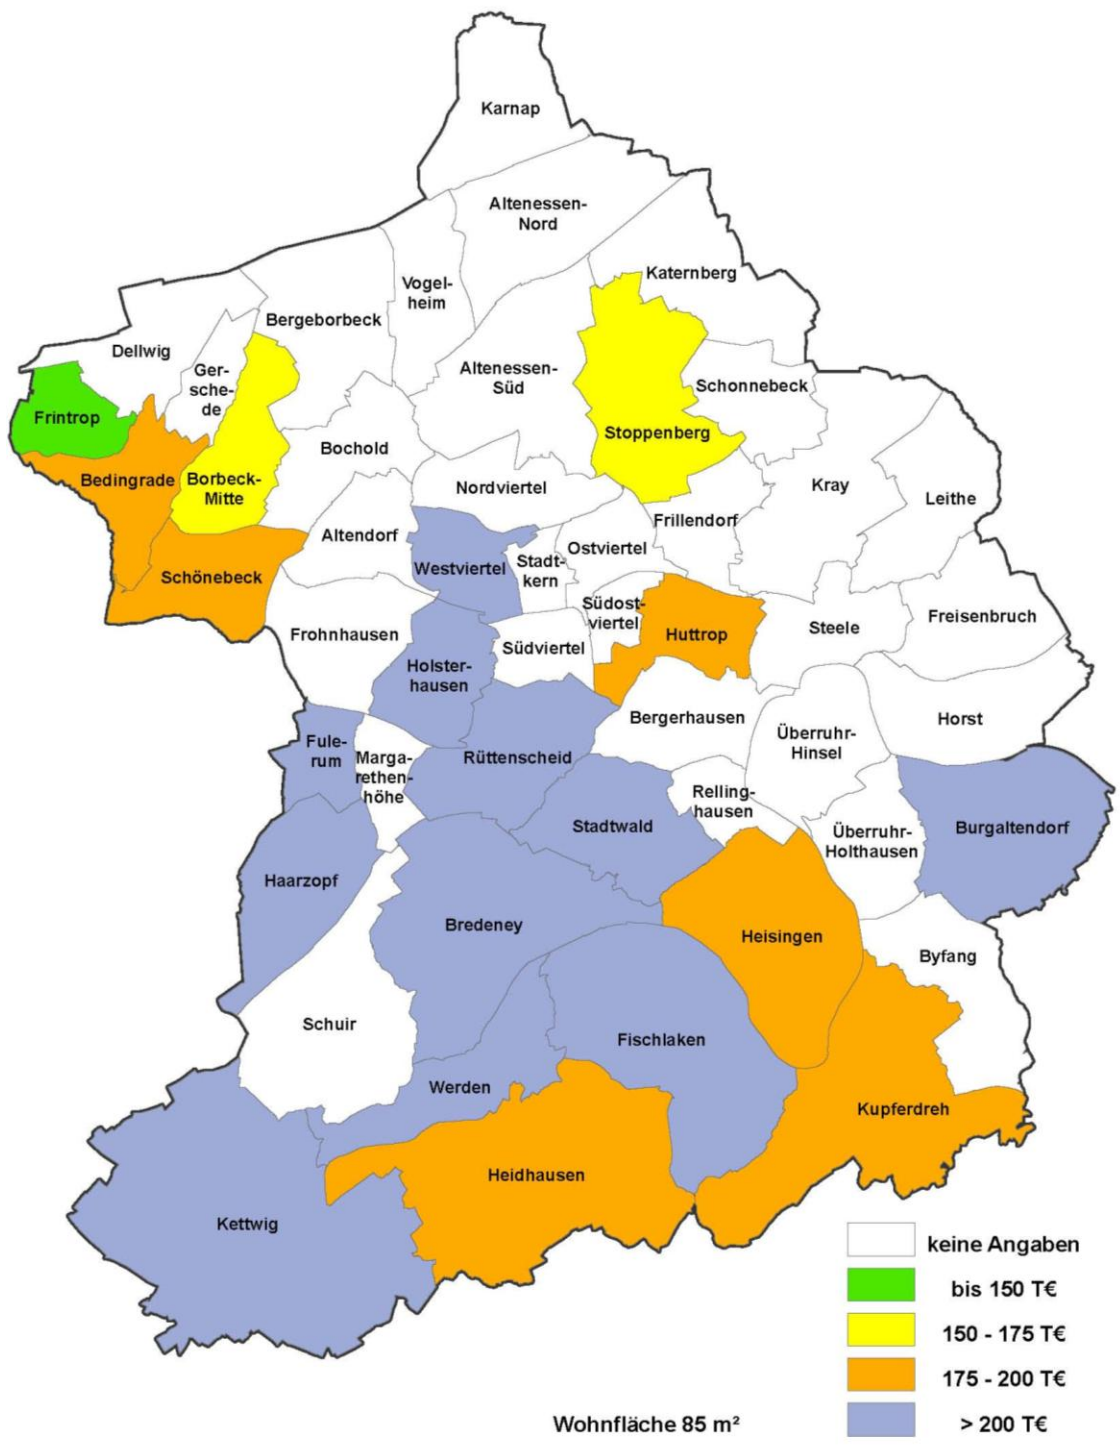 Karnap
Altenessen-
Nord
Katernberg
Vogel-
heim
Bergeborbeck
Dellwig
Ger-
sche-
de
Altenessen-
Süd
Schonnebeck
Frintrop
Stoppenberg
Bochold
Bedingrade
Borbeck-
Mitte
Nordviertel
Kray
Leithe
Frillendorf
Altendorf
Ostviertel
Westviertel
Stadt-
kern
Schönebeck
Südost-
viertel
Freisenbruch
Frohnhausen
Huttrop
Steele
Südviertel
Holster-
hausen
Bergerhausen
Horst
Überruhr-
Hinsel
Fule-
rum
Marga-
rethen-
höhe
Rüttenscheid
Relling-
hausen
Stadtwald
Burgaltendorf
Überruhr-
Holthausen
Haarzopf
Bredeney
Heisingen
Byfang
Schuir
Fischlaken
Werden
Kupferdreh
Heidhausen
Kettwig
keine Angaben
bis 150 T€
150 - 175 T€
175 - 200 T€
> 200 T€
Wohnfläche 85 m²